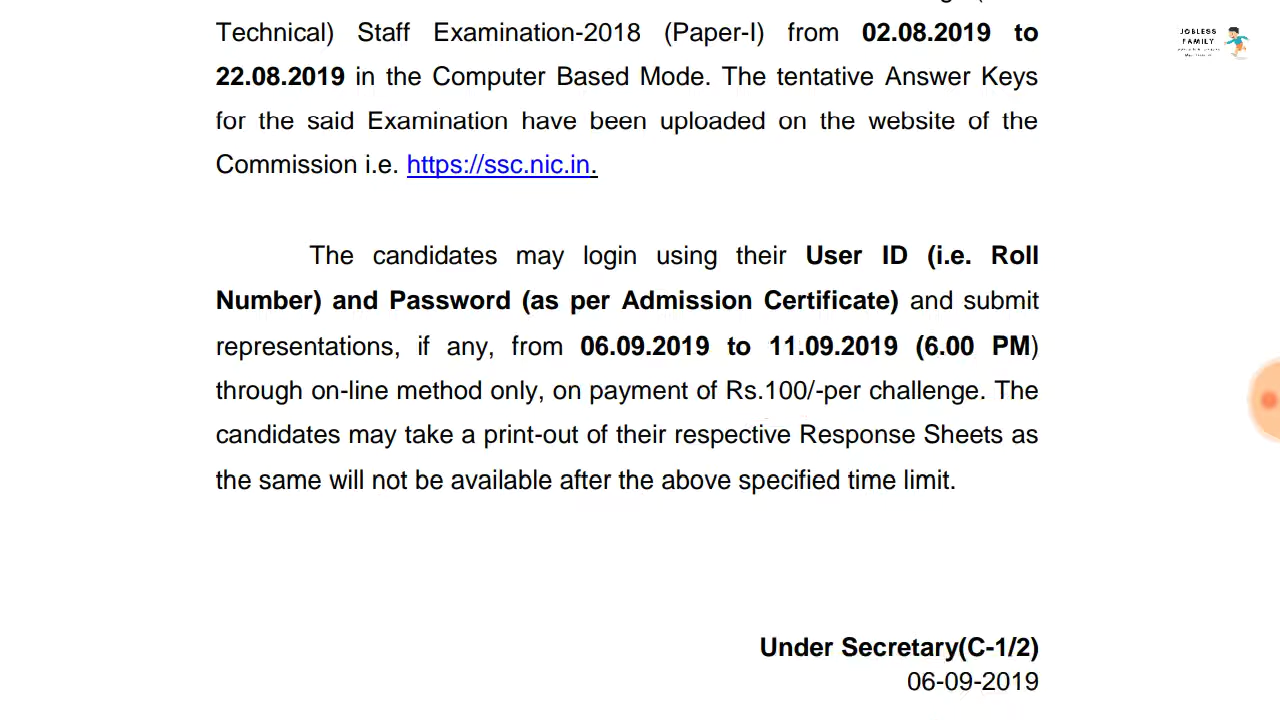 Technical) Staff Examination-2018 (Paper-I) from 02.08.2019 to
22.08.2019 in the Computer Based Mode. The tentative Answer Keys
for the said Examination have been uploaded on the website of the
Commission i.e. https://ssc.nic.in.
The candidates may login using their User ID (i.e. Roll
Number) and Password (as per Admission Certificate) and submit
representations, if any, from 06.09.2019 to 11.09.2019 (6.00 PM)
through on-line method only, on payment of Rs.100/-per challenge. The
candidates may take a print-out of their respective Response Sheets as
the same will not be available after the above specified time limit.
Under Secretary(C-1/2)
06-09-2019
JOBLESS
FAMILY